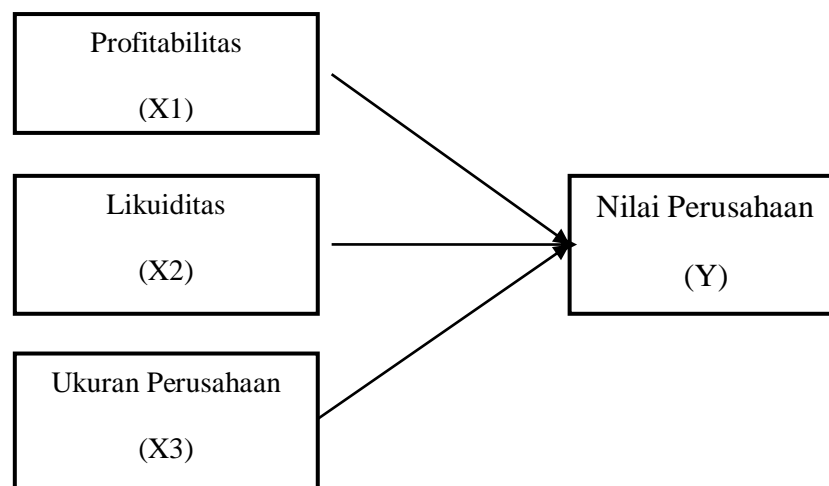 Profitabilitas
(X1)
Likuiditas
(X2)
Nilai Perusahaan
(Y)
Ukuran Perusahaan
(X3)